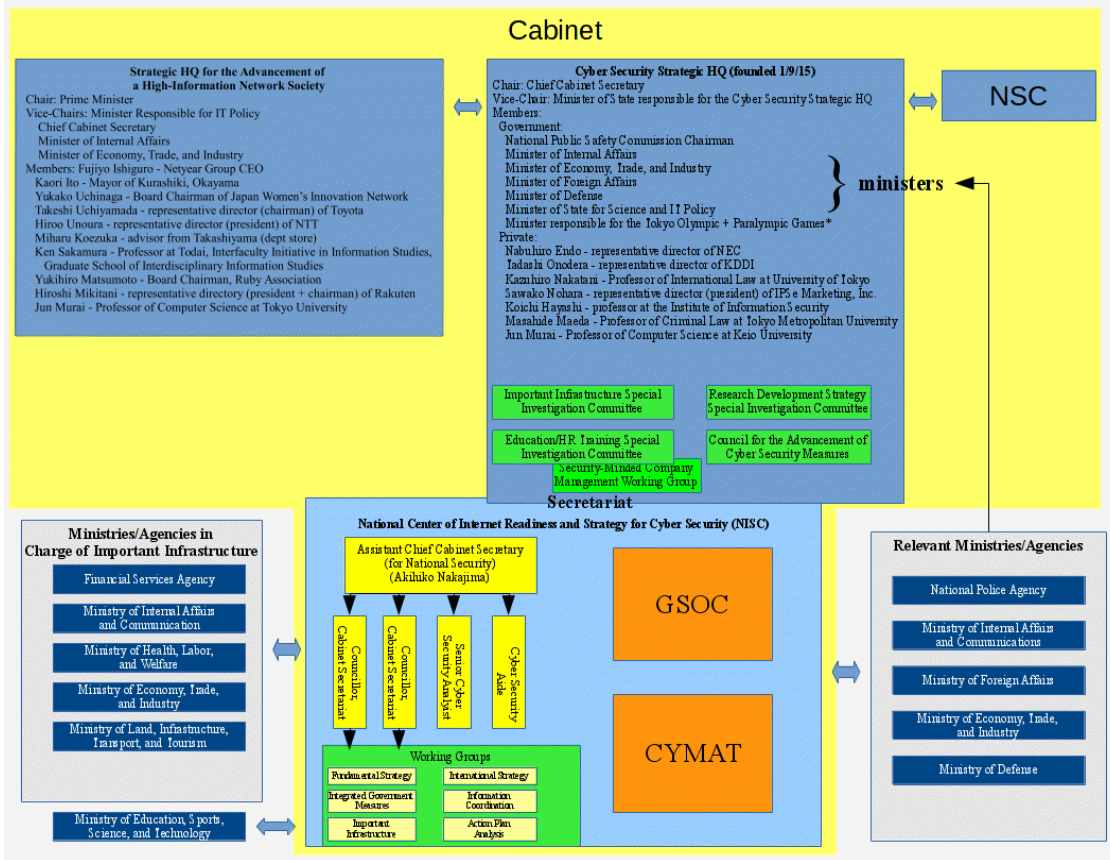 Cabinet
Strategic HQ for the Advancement of
a High-Information Network Society
Chair: Prime Minister
Vice-Chairs: Minister Responsible for IT Policy
Chief Cabinet Secretary
Minister of Internal Affairs
Minister of Economy, Trade, and Industry
Members: Fujiyo Ishiguro - Netyear Group CEO
Kaori Ito - Mayor of Kurashiki, Okayama
Yukako Uchinaga - Board Chairman of Japan Women's Innovation Network
Takeshi Uchiyamada - representative director (chairman) of Toyota
Hiroo Unoura - representative director (president) of NTT
Miharu Koezuka - advisor from Takashiyama (dept store)
Ken Sakamura - Professor at Todai, Interfaculty Initiative in Information Studies,
Graduate School of Interdisciplinary Information Studies
Yukihiro Matsumoto - Board Chairman, Ruby Association
Hiroshi Mikitani - representative directory (president + chairman) of Rakuten
Jun Murai - Professor of Computer Science at Tokyo University
Cyber Security Strategic HQ (founded 1/9/15)
Chair: Chief Cabinet Secretary
Vice-Chair: Minister of State responsible for the Cyber Security Strategic HQ
Members:
Government:
National Public Safety Commission Chairman
Minister of Internal Affairs
Minister of Economy, Trade, and Industry
Minister of Foreign Affairs
Minister of Defense
Minister of State for Science and IT Policy
Minister responsible for the Tokyo Olympic + Paralympic Games*
} ministers
Private:
Nabuhiro Endo - representative director of NEC
Tadashi Onodera - representative director of KDDI
Kazuhiro Nakatani - Professor of International Law at University of Tokyo
Sawako Nohara - representative director (president) of IPSe Marketing, Inc.
Koichi Hayashi - professor at the Institute of Information Security
Masahide Maeda - Professor of Criminal Law at Tokyo Metropolitan University
Jun Murai - Professor of Computer Science at Keio University
NSC
Important Infrastructure Special
Investigation Committee
Research Development Strategy
Special Investigation Committee
Education/HR Training Special
Investigation Committee
Council for the Advancement of
Cyber Security Measures
Security-Minded Company
Management Working Group
Secretariat
National Center of Internet Readiness and Strategy for Cyber Security (NISC)
Assistant Chief Cabinet Secretary
(for National Security)
(Akihiko Nakajima)
Councillor,
Cabinet Secretariat
Councillor,
Cabinet Secretariat
Senior Cyber
Security Analyist
Cyber Security
Aide
Working Groups
Fundamental Strategy
International Strategy
Integrated Government
Measures
Information
Coordination
Important
Infrastructure
Action Plan
Analysis
GSOC
CYMAT
Ministries/Agencies in
Charge of Important Infrastructure
Financial Services Agency
Ministry of Internal Affairs
and Communication
Ministry of Health, Labor,
and Welfare
Ministry of Economy, Trade,
and Industry
Ministry of Land, Infrastructure,
Transport, and Tourism
Ministry of Education, Sports,
Science, and Technology
Relevant Ministries/Agencies
National Police Agency
Ministry of Internal Affairs
and Communications
Ministry of Foreign Affairs
Ministry of Economy, Trade,
and Industry
Ministry of Defense